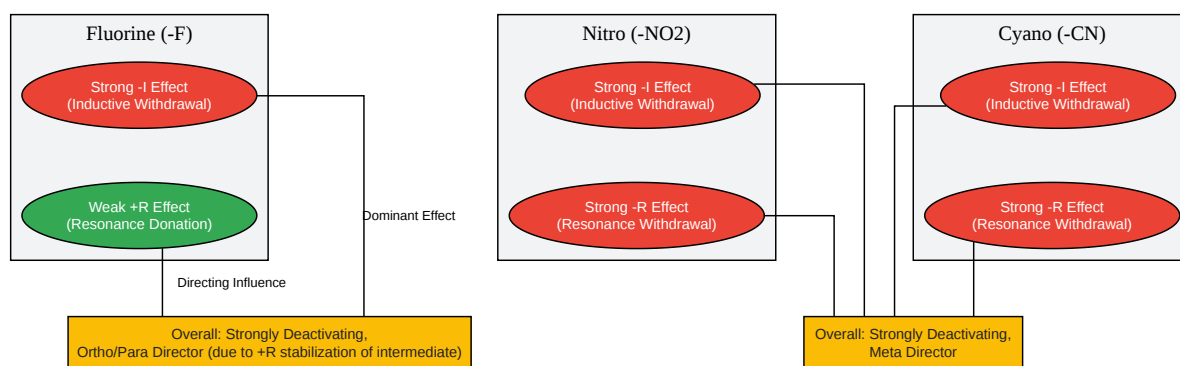 Fluorine (-F)
Strong -I Effect
(Inductive Withdrawal)
Weak +R Effect
(Resonance Donation)
Dominant Effect
Directing Influence
Overall: Strongly Deactivating,
Ortho/Para Director (due to +R stabilization of intermediate)
Nitro (-NO2)
Strong -I Effect
(Inductive Withdrawal)
Strong -R Effect
(Resonance Withdrawal)
Cyano (-CN)
Strong -I Effect
(Inductive Withdrawal)
Strong -R Effect
(Resonance Withdrawal)
Overall: Strongly Deactivating,
Meta Director